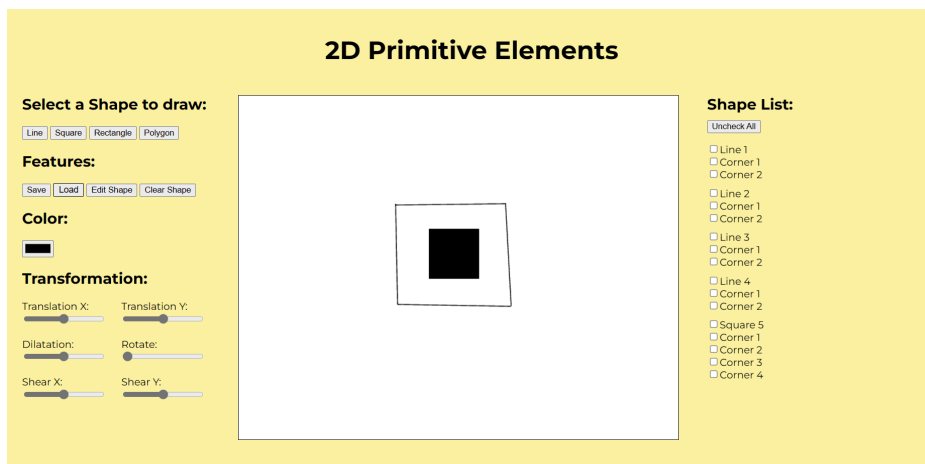 2D Primitive Elements
Select a Shape to draw:
Line Square Rectangle Polygon
Features:
Save Load Edit Shape Clear Shape
Color:
Transformation:
Translation X: Translation Y:
Dilatation: Rotate:
Shear X: Shear Y:
Shape List:
Uncheck All
Line 1
Corner 1
Corner 2
Line 2
Corner 1
Corner 2
Line 3
Corner 1
Corner 2
Line 4
Corner 1
Corner 2
Square 5
Corner 1
Corner 2
Corner 3
Corner 4